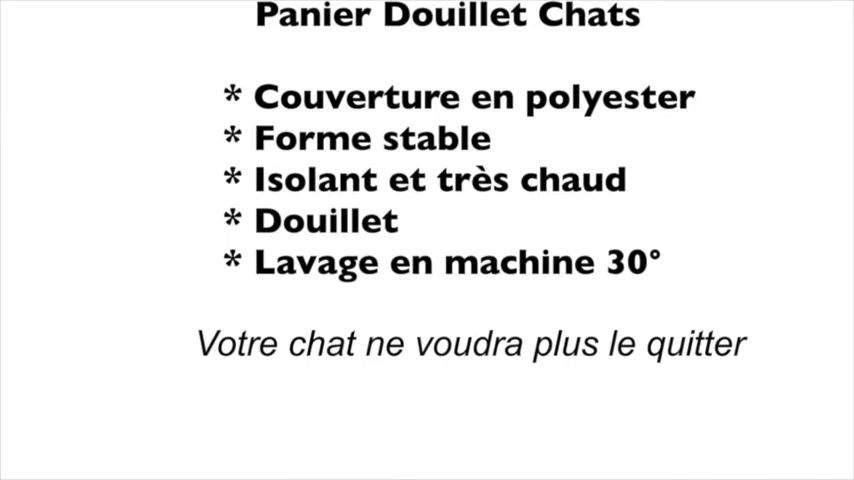 Panier Douillet Chats
* Couverture en polyester
* Forme stable
* Isolant et très chaud
* Douillet
* Lavage en machine 30°
Votre chat ne voudra plus le quitter